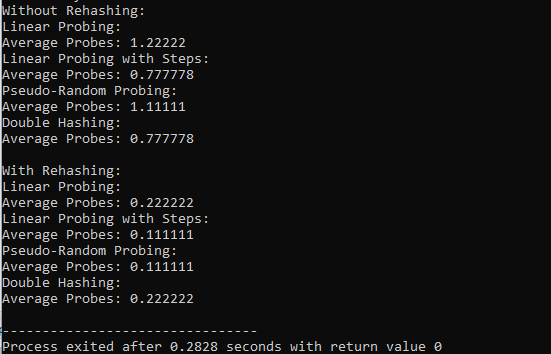 Without Rehashing:
Linear Probing:
Average Probes: 1.22222
Linear Probing with Steps:
Average Probes: 0.777778
Pseudo-Random Probing:
Average Probes: 1.11111
Double Hashing:
Average Probes: 0.777778
With Rehashing:
Linear Probing:
Average Probes: 0.222222
Linear Probing with Steps:
Average Probes: 0.111111
Pseudo-Random Probing:
Average Probes: 0.111111
Double Hashing:
Average Probes: 0.222222
--------------------------------
Process exited after 0.2828 seconds with return value 0